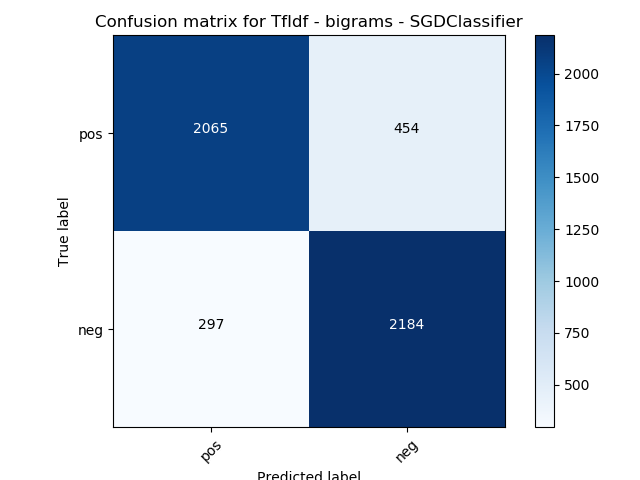 Confusion matrix for TfIdf - bigrams - SGDClassifier
True label
pos
2065
454
neg
297
2184
pos
neg
Predicted label
2000
1750
1500
1250
1000
750
500